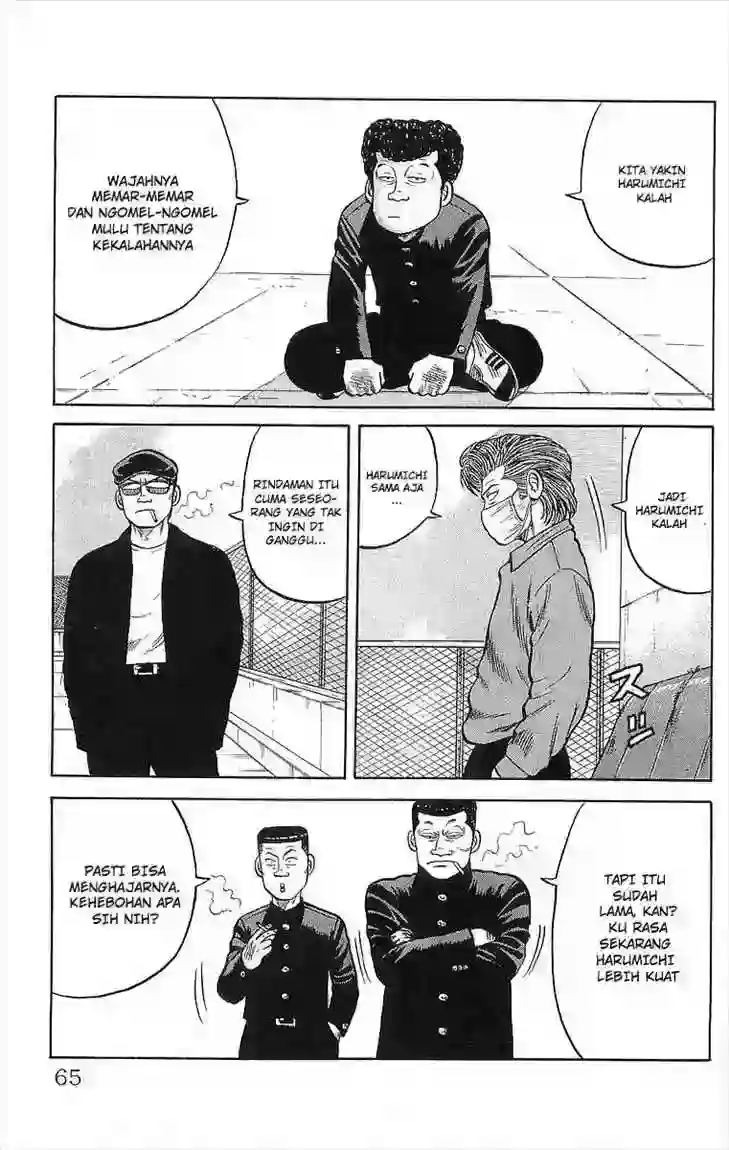 KITA YAKIN
HARUMICHI
KALAH
WAJAHNYA
MEMAR-MEMAR
DAN NGOMEL-NGOMEL
MULU TENTANG
KEKALAHANNYA
JADI
HARUMICHI
KALAH
HARUMICHI
SAMA AJA
...
ズッ
RINDAMAN ITU
CUMA SESEO-
RANG YANG TAK
INGIN DI
GANGGU...
TAPI ITU
SUDAH
LAMA, KAN?
KU RASA
SEKARANG
HARUMICHI
LEBIH KUAT
PASTI BISA
MENGHAJARNYA.
KEHEBOHAN APA
SIH NIH?
65